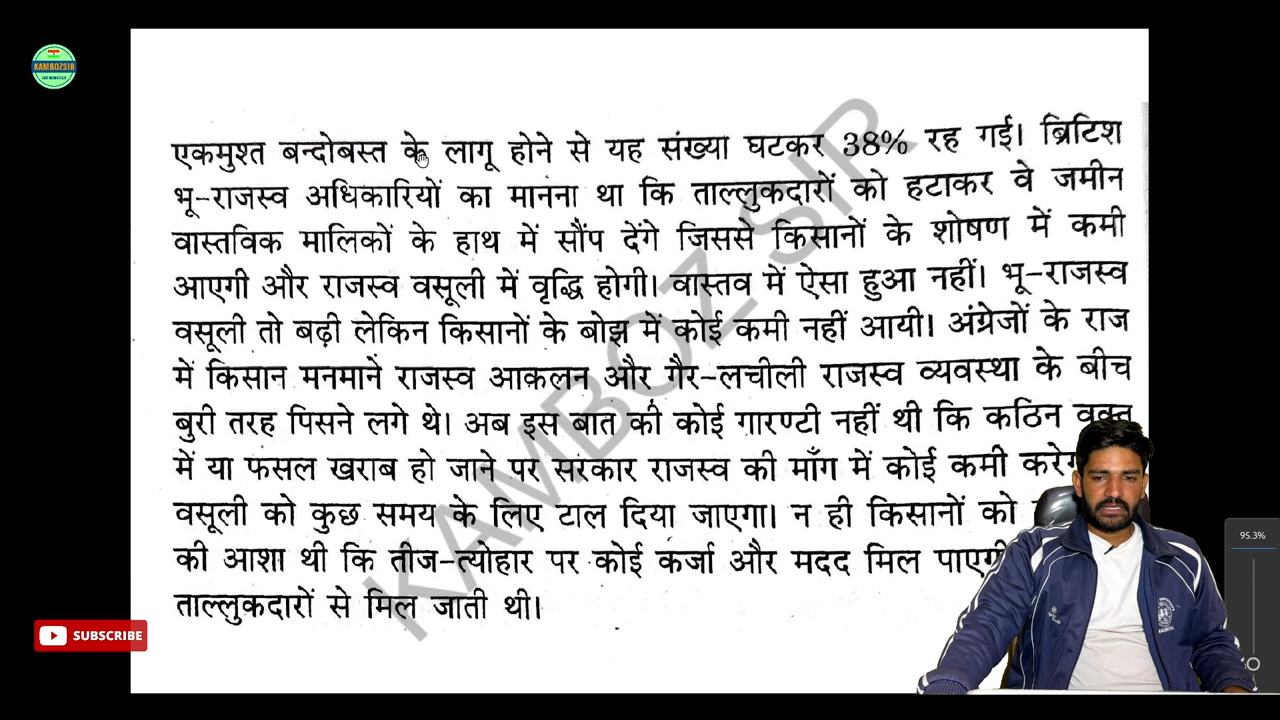 KAMBOZSIR
एकमुश्त बन्दोबस्त के लागू होने से यह संख्या घटकर 38% रह गई। ब्रिटिश
भू-राजस्व अधिकारियों का मानना था कि ताल्लुकदारों को हटाकर वे जमीन
वास्तविक मालिकों के हाथ में सौंप देंगे जिससे किसानों के शोषण में कमी
आएगी और राजस्व वसूली में वृद्धि होगी। वास्तव में ऐसा हुआ नहीं। भू-राजस्व
वसूली तो बढ़ी लेकिन किसानों के बोझ में कोई कमी नहीं आयी। अंग्रेजों के राज
में किसान मनमाने राजस्व आकलन और गैर-लचीली राजस्व व्यवस्था के बीच
बुरी तरह पिसने लगे थे। अब इस बात की कोई गारण्टी नहीं थी कि कठिन वक्त
में या फसल खराब हो जाने पर सरकार राजस्व की माँग में कोई कमी
वसूली को कुछ समय के लिए टाल दिया जाएगा। न ही किसानों को
की आशा थी कि तीज-त्योहार पर कोई कर्जा और मदद मिल
ताल्लुकदारों से मिल जाती थी।
KAMBOZ SIR
SUBSCRIBE
95.3%